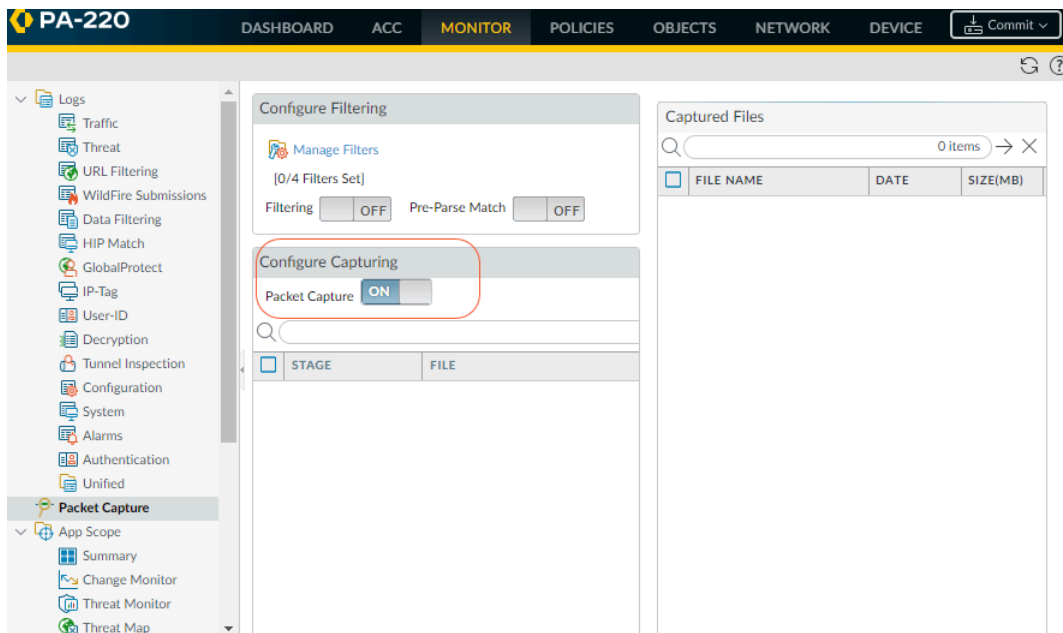 PA-220
DASHBOARD ACC MONITOR POLICIES OBJECTS NETWORK DEVICE Commit
Logs
Traffic
Threat
URL Filtering
WildFire Submissions
Data Filtering
HIP Match
GlobalProtect
IP-Tag
User-ID
Decryption
Tunnel Inspection
Configuration
System
Alarms
Authentication
Unified
Packet Capture
App Scope
Summary
Change Monitor
Threat Monitor
Threat Map
Configure Filtering
Manage Filters
[0/4 Filters Set]
Filtering OFF Pre-Parse Match OFF
Configure Capturing
Packet Capture ON
STAGE FILE
Captured Files
0 items
FILE NAME DATE SIZE(MB)